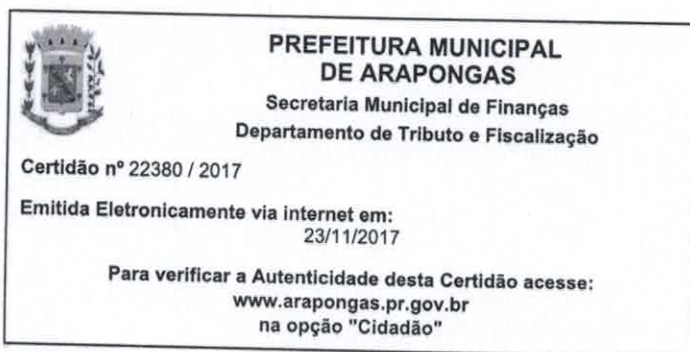 PREFEITURA MUNICIPAL
DE ARAPONGAS
Secretaria Municipal de Finanças
Departamento de Tributo e Fiscalização
Certidão nº 22380 / 2017
Emitida Eletronicamente via internet em:
23/11/2017
Para verificar a Autenticidade desta Certidão acesse:
www.arapongas.pr.gov.br
na opção "Cidadão"